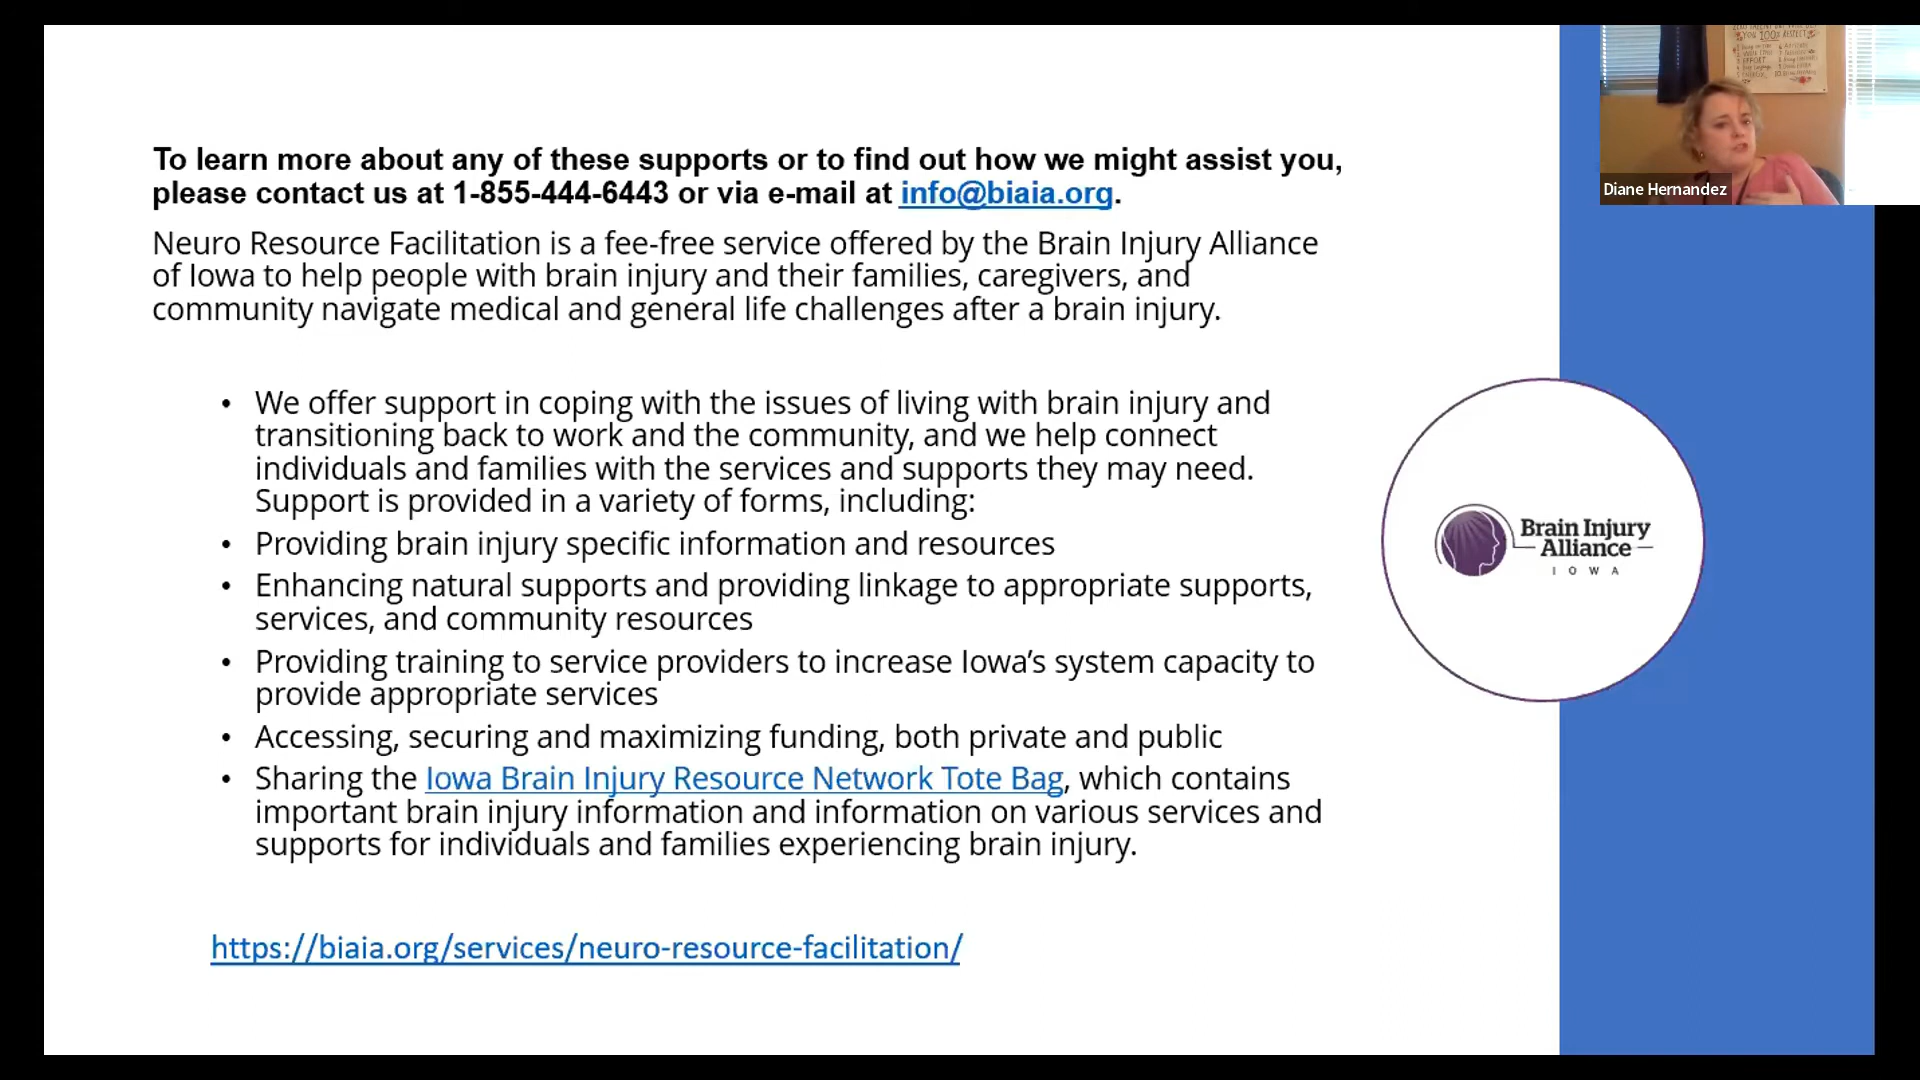 To learn more about any of these supports or to find out how we might assist you,
please contact us at 1-855-444-6443 or via e-mail at info@biaia.org.
Neuro Resource Facilitation is a fee-free service offered by the Brain Injury Alliance
of Iowa to help people with brain injury and their families, caregivers, and
community navigate medical and general life challenges after a brain injury.
• We offer support in coping with the issues of living with brain injury and
transitioning back to work and the community, and we help connect
individuals and families with the services and supports they may need.
Support is provided in a variety of forms, including:
• Providing brain injury specific information and resources
• Enhancing natural supports and providing linkage to appropriate supports,
services, and community resources
• Providing training to service providers to increase Iowa’s system capacity to
provide appropriate services
• Accessing, securing and maximizing funding, both private and public
• Sharing the Iowa Brain Injury Resource Network Tote Bag, which contains
important brain injury information and information on various services and
supports for individuals and families experiencing brain injury.
https://biaia.org/services/neuro-resource-facilitation/
Brain Injury
Alliance
IOWA
YOU 100% RESPECT
EFFORT
Diane Hernandez